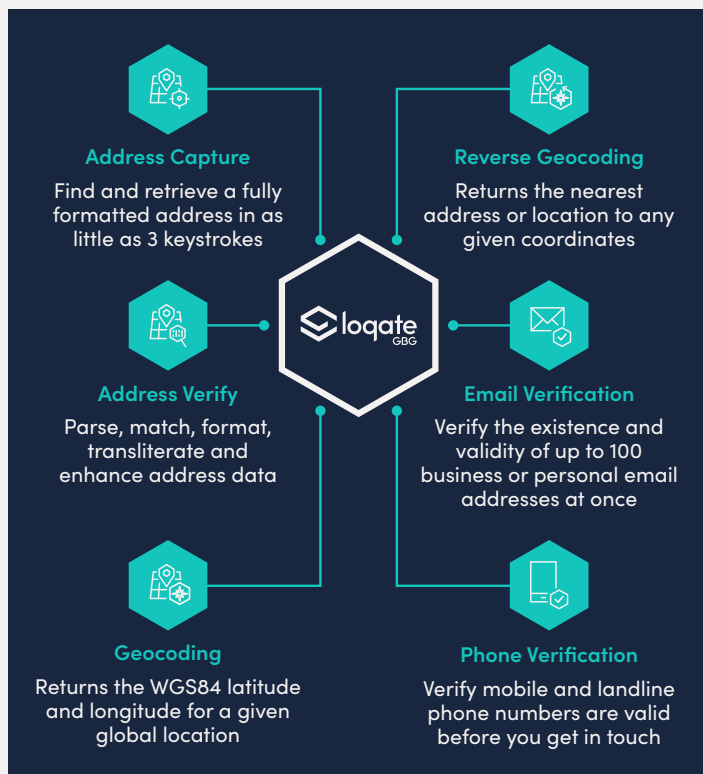 Address Capture
Find and retrieve a fully
formatted address in as
little as 3 keystrokes
Reverse Geocoding
Returns the nearest
address or location to any
given coordinates
loqate
GBG
Address Verify
Parse, match, format,
transliterate and
enhance address data
Email Verification
Verify the existence and
validity of up to 100
business or personal email
addresses at once
Geocoding
Returns the WGS84 latitude
and longitude for a given
global location
Phone Verification
Verify mobile and landline
phone numbers are valid
before you get in touch